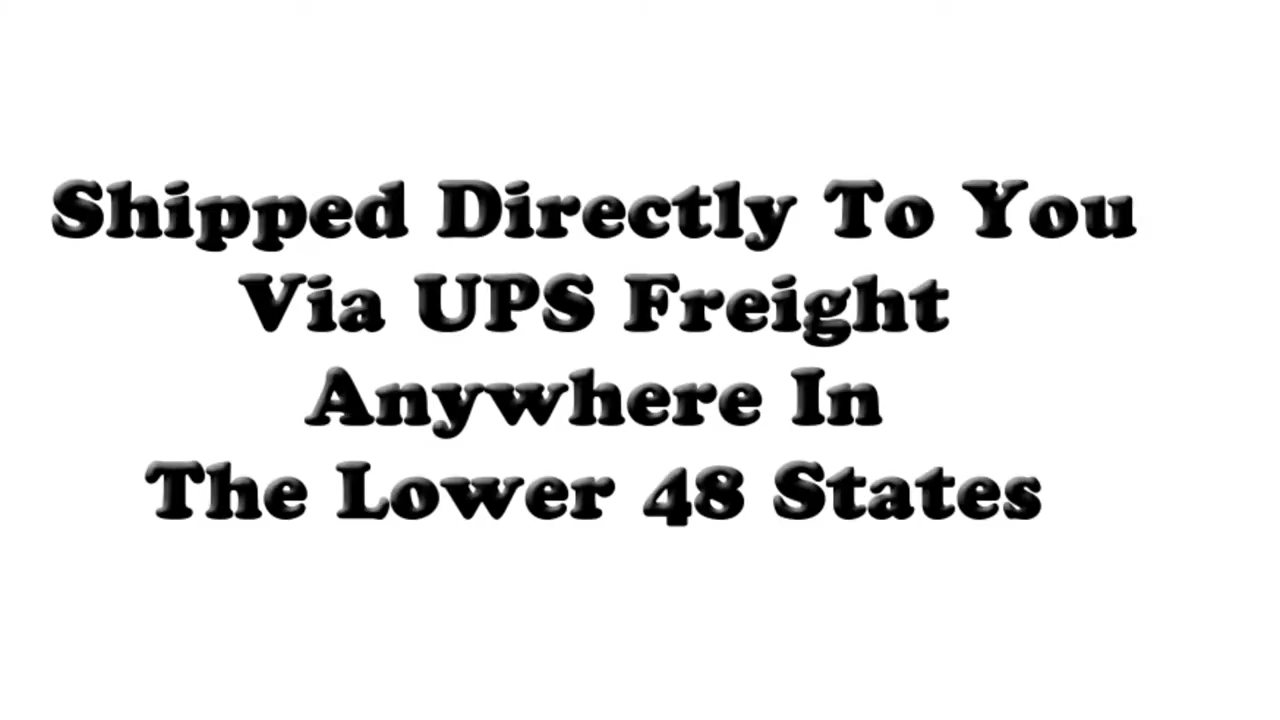 Shipped Directly To You
Via UPS Freight
Anywhere In
The Lower 48 States